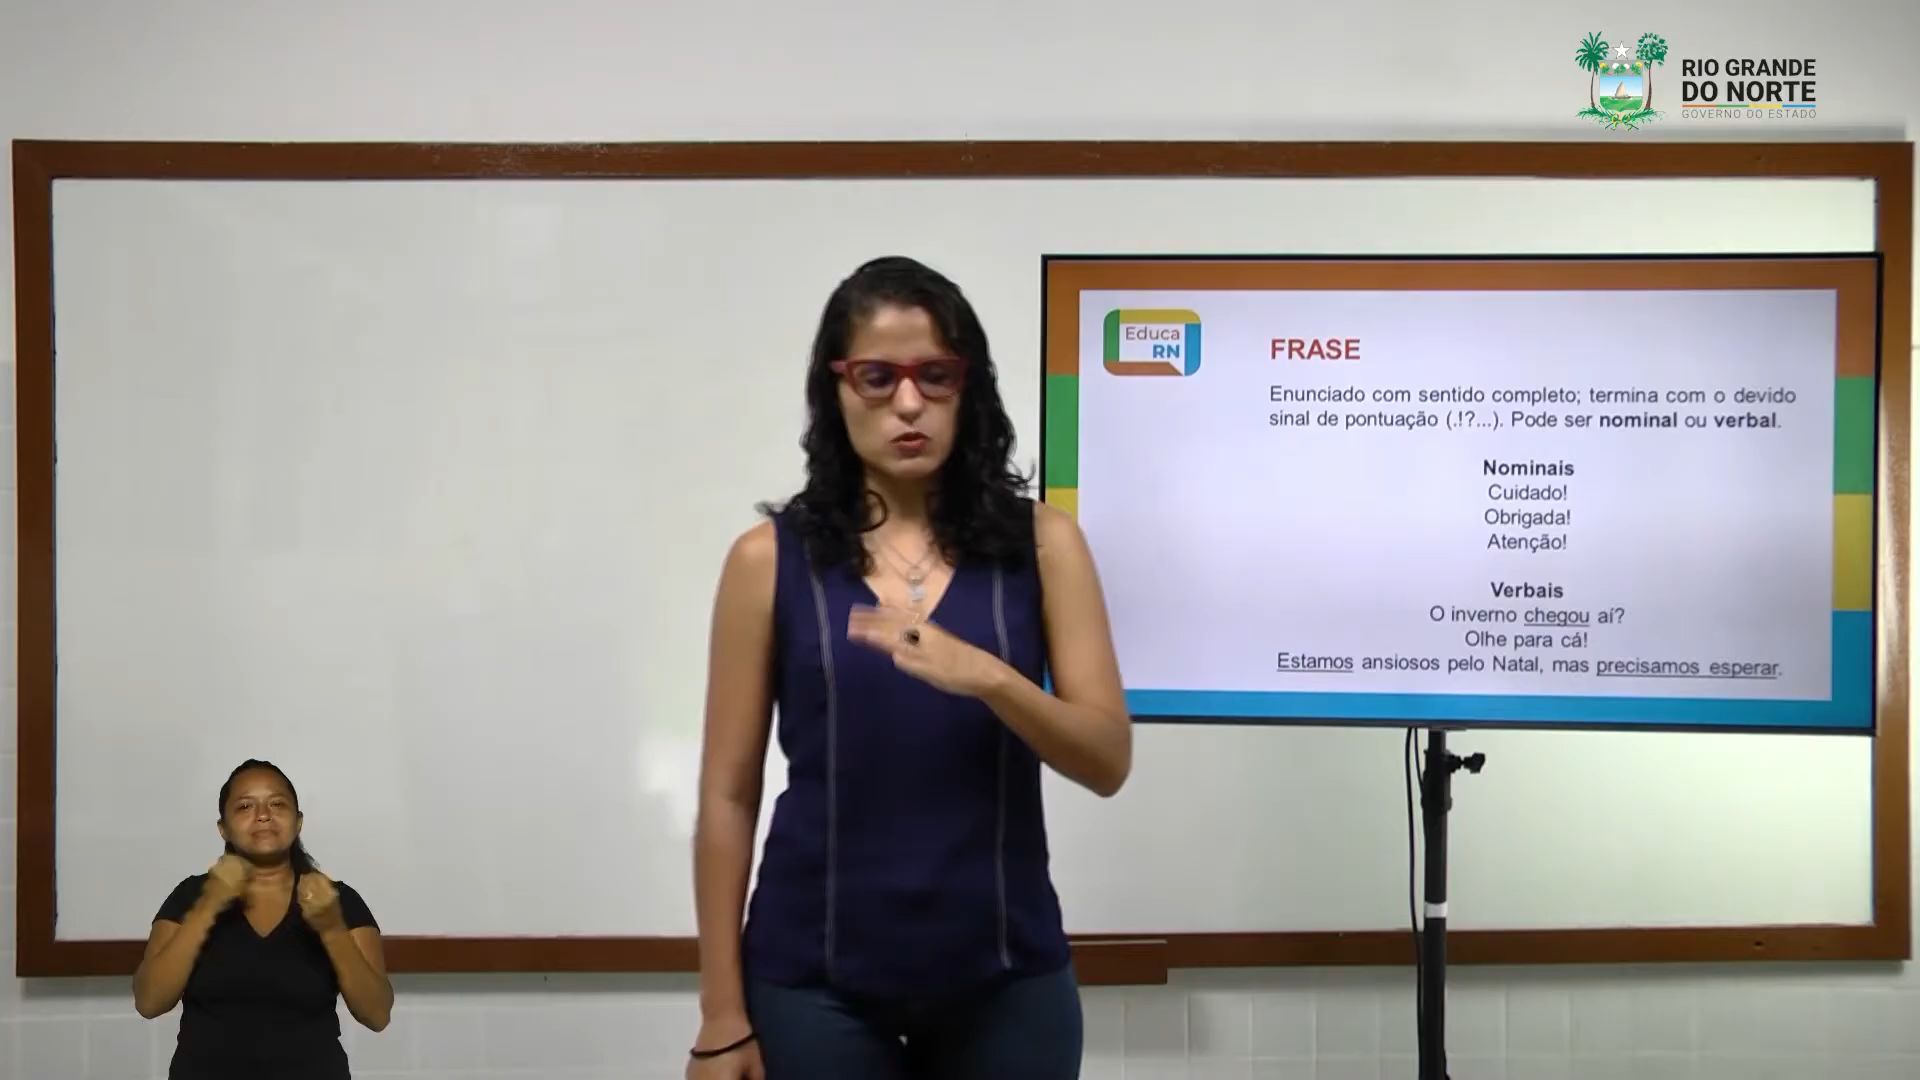 RIO GRANDE
DO NORTE
GOVERNO DO ESTADO
Educa
RN
FRASE
Enunciado com sentido completo; termina com o devido
sinal de pontuação (.!?...). Pode ser nominal ou verbal.
Nominais
Cuidado!
Obrigada!
Atenção!
Verbais
O inverno chegou aí?
Olhe para cá!
Estamos ansiosos pelo Natal, mas precisamos esperar.